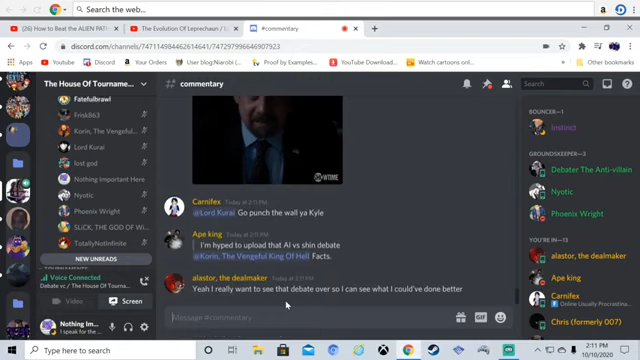 Search the web...
(26) How to Beat the ALIEN PAT
The Evolution Of Leprechaun /
#commentary
discord.com/channels/747114984462614641/747297950646907923
Apps
YouTube
Discord
Your Home
User blog:Nairobi
Proof by Examples...
YouTube Download...
Watch cartoons onl...
Other bookmarks
The House Of Tourname...
commentary
Search
Fatefulbrawl
Frisk863
Korin, The Vengeful...
Lord Kurai
lost god
Nothing Important Here
Nyotic
Phoenix Wright
SLICK, THE GOD OF WI...
TotallyNotInfinite
NEW UNREADS
Voice Connected
Debate vc / The House Of...
Video
Screen
Nothing Im...
I speak for the...
SHOWTIME
Carnifex Today at 2:11 PM
@Lord Kurai Go punch the wall ya Kyle
Ape king Today at 2:11 PM
I'm hyped to upload that AI vs shin debate
@Korin, The Vengeful King Of Hell Facts.
alastor, the dealmaker Today at 2:11 PM
Yeah I really want to see that debate over so I can see what I could've done better
Message #commentary
GIF
BOUNCER—1
Instinct
GROUNDSKEEPER—3
Debater The Anti-villain
Nyotic
Phoenix Wright
YOU'RE IN—13
alastor, the dealmaker
Ape king
Carnifex
Online Usually Procrastina...
Chris (formerly 007)
Type here to search
2:11 PM
10/10/2020